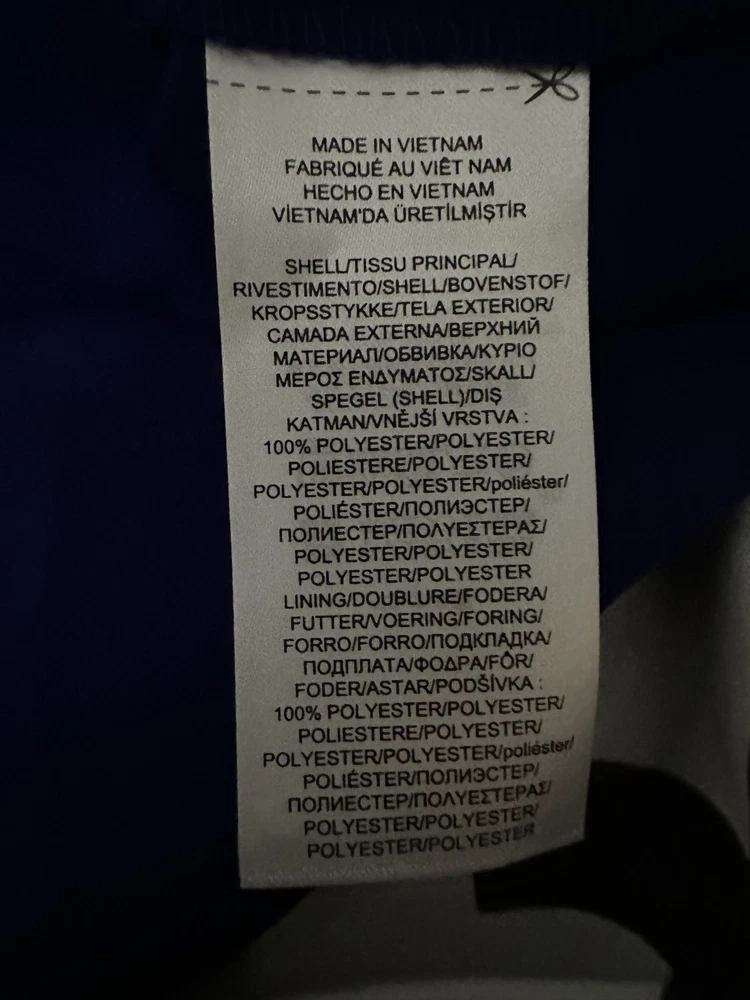 MADE IN VIETNAM
FABRIQUÉ AU VIÊT NAM
HECHO EN VIETNAM
VİETNAM'DA ÜRETİLMİŞTİR
SHELL/TISSU PRINCIPAL/
RIVESTIMENTO/SHELL/BOVENSTOF/
KROPSSTYKKE/TELA EXTERIOR/
CAMADA EXTERNA/ВЕРХНИЙ
МАТЕРИАЛ/ОБВИВКА/ΚΥΡΙΟ
ΜΕΡΟΣ ΕΝΔΥΜΑΤΟΣ/SKALL/
SPEGEL (SHELL)/DIŞ
KATMAN/VNĚJŠÍ VRSTVA :
100% POLYESTER/POLYESTER/
POLIESTERE/POLYESTER/
POLYESTER/POLYESTER/poliéster/
POLIÉSTER/ПОЛИЭСТЕР/
ПОЛИЕСТЕР/ΠΟΛΥΕΣΤΕΡΑΣ/
POLYESTER/POLYESTER/
POLYESTER/POLYESTER
LINING/DOUBLURE/FODERA/
FUTTER/VOERING/FORING/
FORRO/FORRO/ПОДКЛАДКА/
ПОДПЛАТА/ΦΟΔΡΑ/FÔR/
FODER/ASTAR/PODŠÍVKA :
100% POLYESTER/POLYESTER/
POLIESTERE/POLYESTER/
POLYESTER/POLYESTER/poliéster/
POLIÉSTER/ПОЛИЭСТЕР/
ПОЛИЕСТЕР/ΠΟΛΥΕΣΤΕΡΑΣ/
POLYESTER/POLYESTER/
POLYESTER/POLYESTER